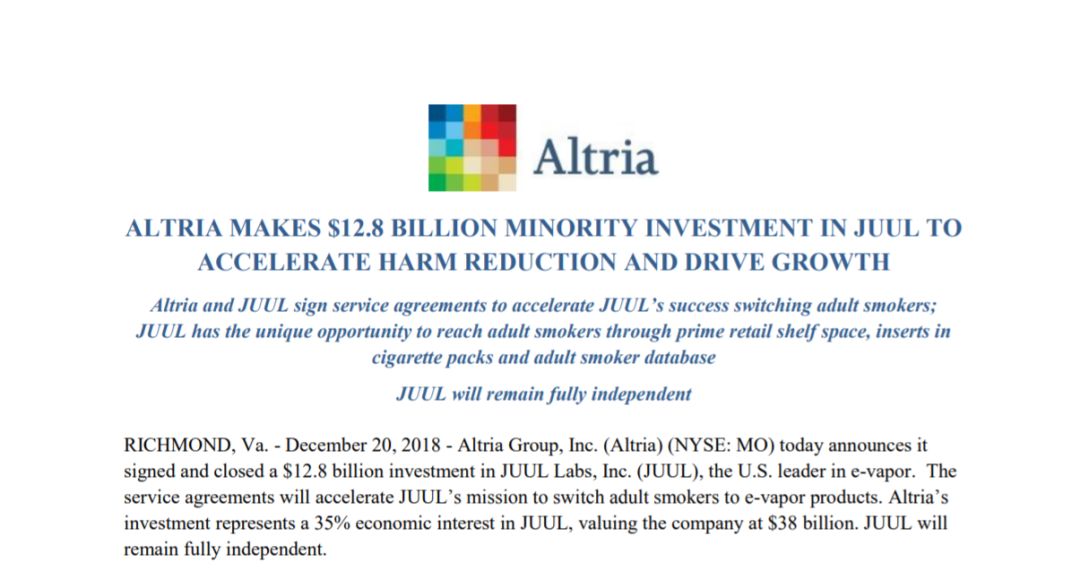 Altria
ALTRIA MAKES $12.8 BILLION MINORITY INVESTMENT IN JUUL TO
ACCELERATE HARM REDUCTION AND DRIVE GROWTH
Altria and JUUL sign service agreements to accelerate JUUL's success switching adult smokers;
JUUL has the unique opportunity to reach adult smokers through prime retail shelf space, inserts in
cigarette packs and adult smoker database
JUUL will remain fully independent
RICHMOND, Va. - December 20, 2018 - Altria Group, Inc. (Altria) (NYSE: MO) today announces it
signed and closed a $12.8 billion investment in JUUL Labs, Inc. (JUUL), the U.S. leader in e-vapor.  The
service agreements will accelerate JUUL's mission to switch adult smokers to e-vapor products. Altria's
investment represents a 35% economic interest in JUUL, valuing the company at $38 billion. JUUL will
remain fully independent.